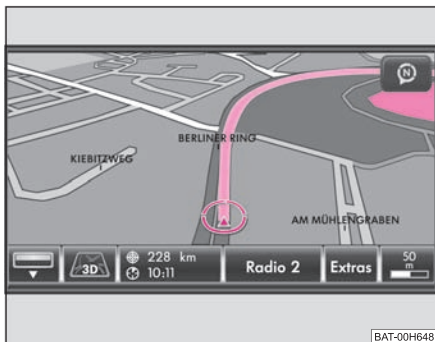 N
BERLINER RING
KIEBITZWEG
AM MÜHLENGRABEN
3D
228 km
10:11
Radio 2
Extras
50
m
BAT-00H648